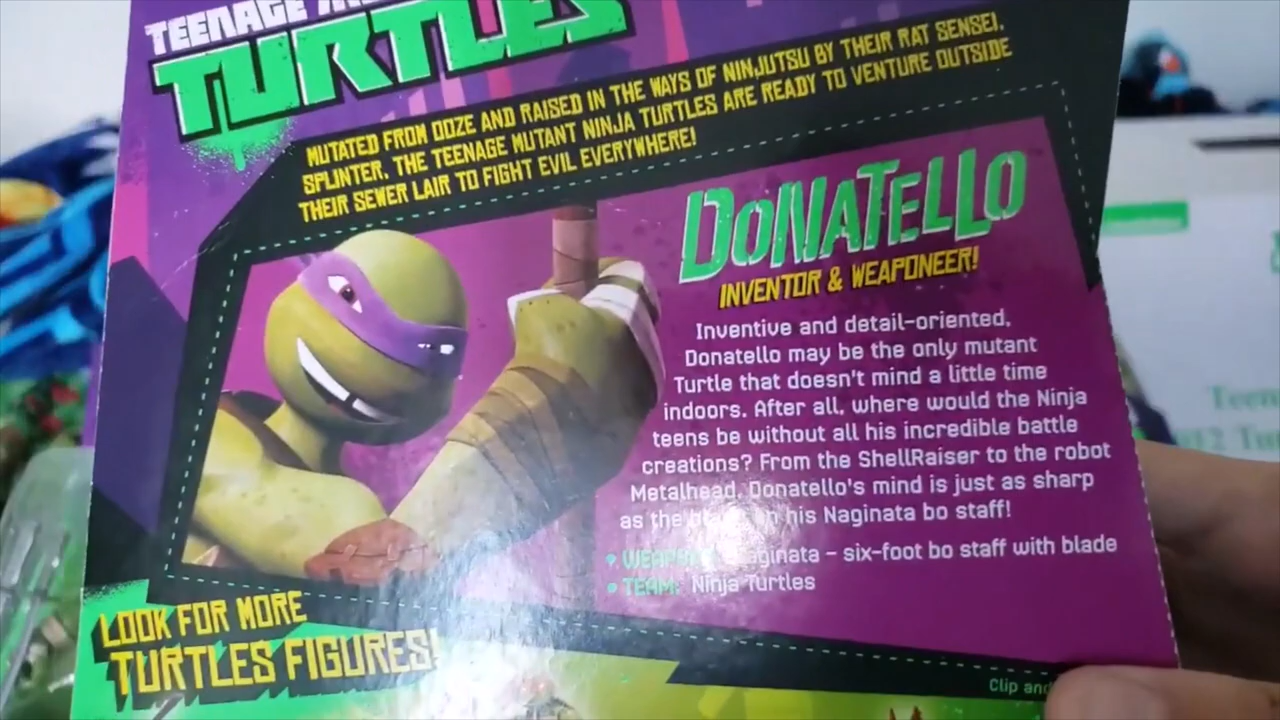 TEENAGE
TURTLES
MUTATED FROM OOZE AND RAISED IN THE WAYS OF NINJUTSU BY THEIR RAT SENSEI,
SPLINTER, THE TEENAGE MUTANT NINJA TURTLES ARE READY TO VENTURE OUTSIDE
THEIR SEWER LAIR TO FIGHT EVIL EVERYWHERE!
DONATELLO
INVENTOR & WEAPONEER!
Inventive and detail-oriented,
Donatello may be the only mutant
Turtle that doesn't mind a little time
indoors. After all, where would the Ninja
teens be without all his incredible battle
creations? From the ShellRaiser to the robot
Metalhead, Donatello's mind is just as sharp
as the his Naginata bo staff!
• WEAPON: Naginata - six-foot bo staff with blade
• TEAM: Ninja Turtles
LOOK FOR MORE
TURTLES FIGURES!
Clip and